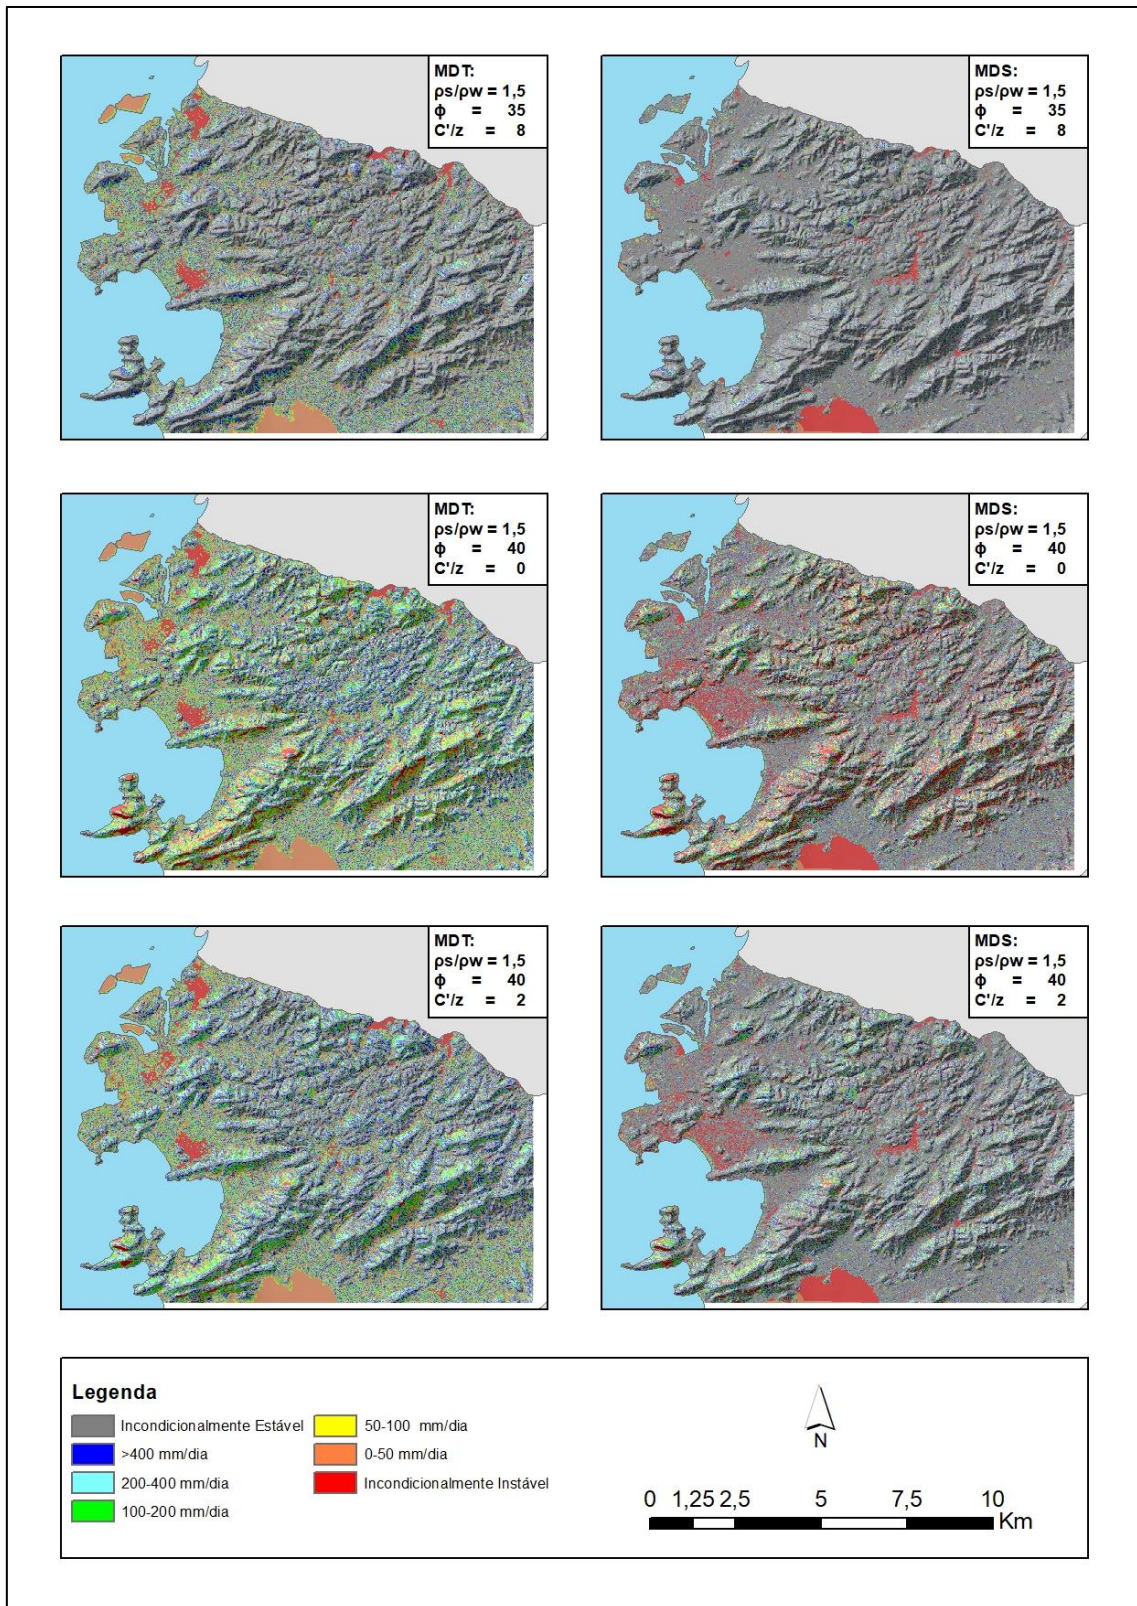 MDT:
ρs/ρw = 1,5
ϕ = 35
C'/z = 8
MDS:
ρs/ρw = 1,5
ϕ = 35
C'/z = 8
MDT:
ρs/ρw = 1,5
ϕ = 40
C'/z = 0
MDS:
ρs/ρw = 1,5
ϕ = 40
C'/z = 0
MDT:
ρs/ρw = 1,5
ϕ = 40
C'/z = 2
MDS:
ρs/ρw = 1,5
ϕ = 40
C'/z = 2
Legenda
Incondicionalmente Estável
>400 mm/dia
200-400 mm/dia
100-200 mm/dia
50-100 mm/dia
0-50 mm/dia
Incondicionalmente Instável
N
0 1,25 2,5 5 7,5 10
Km